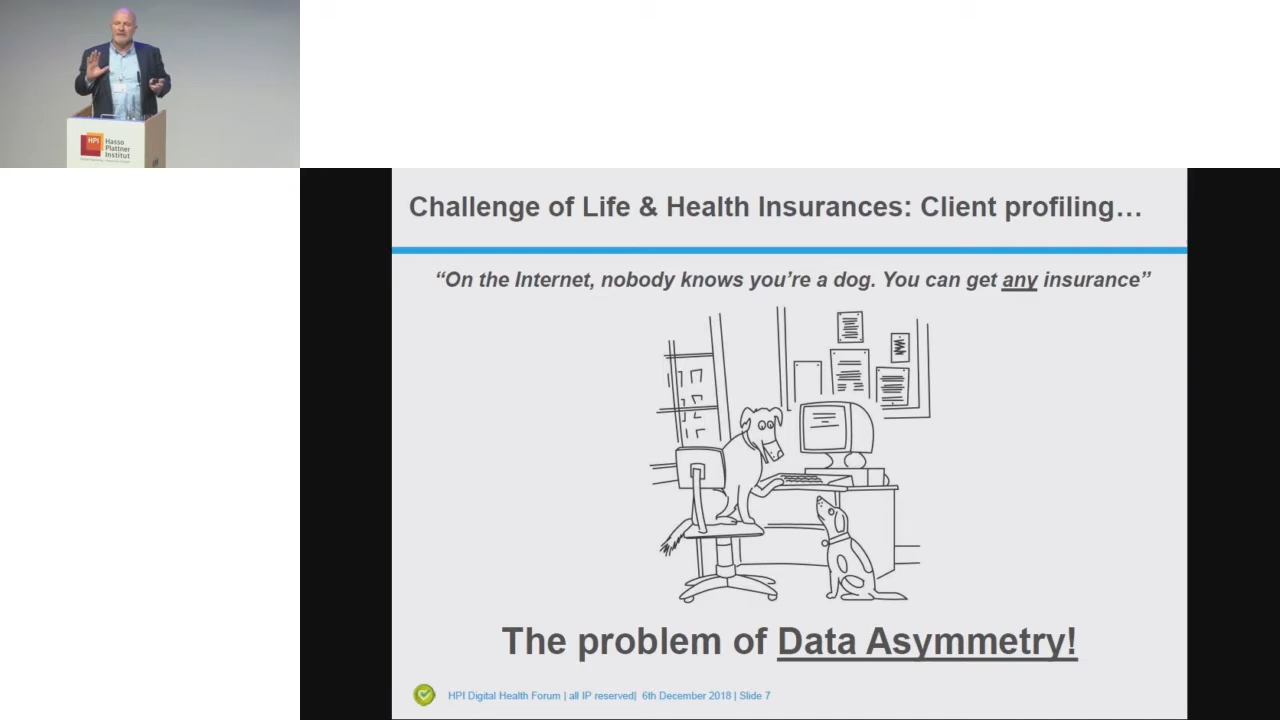 HPI
Hasso
Plattner
Institut
Challenge of Life & Health Insurances: Client profiling…
“On the Internet, nobody knows you’re a dog. You can get any insurance”
The problem of Data Asymmetry!
HPI Digital Health Forum | all IP reserved| 6th December 2018 | Slide 7